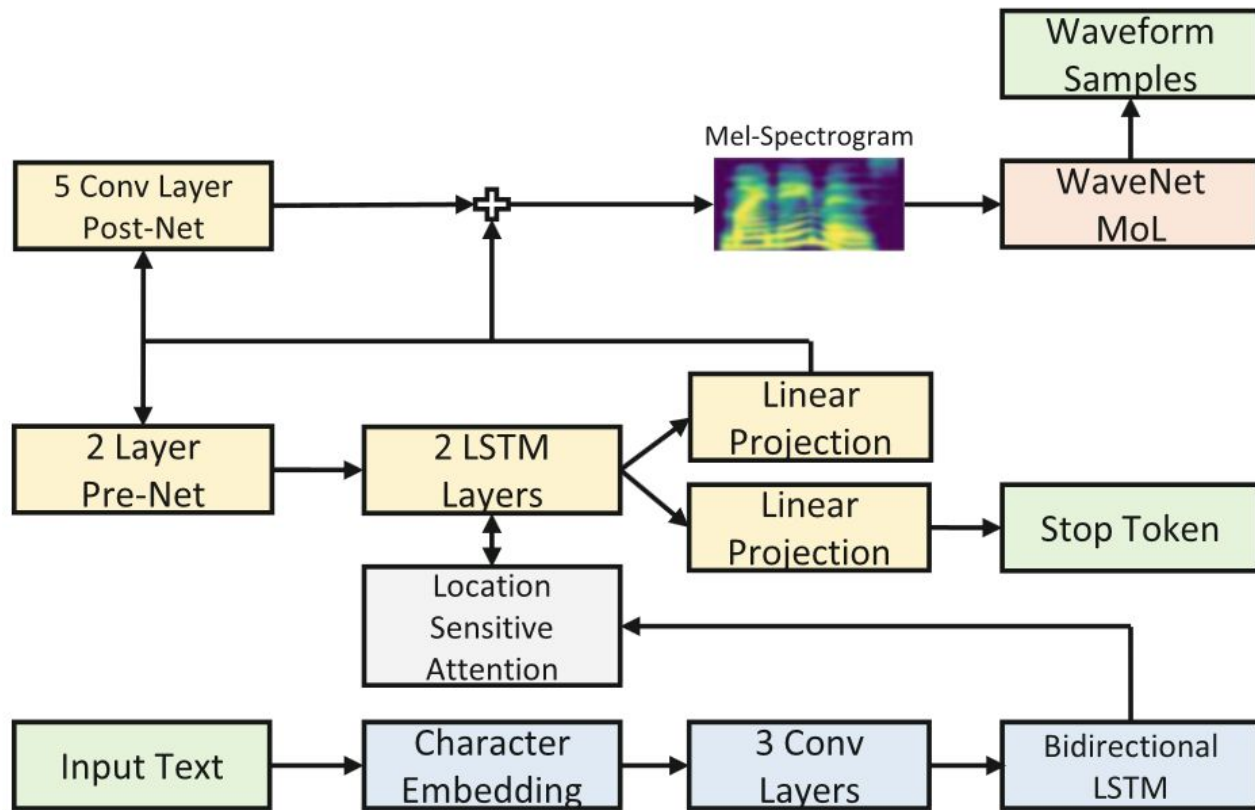 Waveform
Samples
Mel-Spectrogram
5 Conv Layer
Post-Net
WaveNet
MoL
Linear
Projection
2 Layer
Pre-Net
2 LSTM
Layers
Linear
Projection
Stop Token
Location
Sensitive
Attention
Input Text
Character
Embedding
3 Conv
Layers
Bidirectional
LSTM